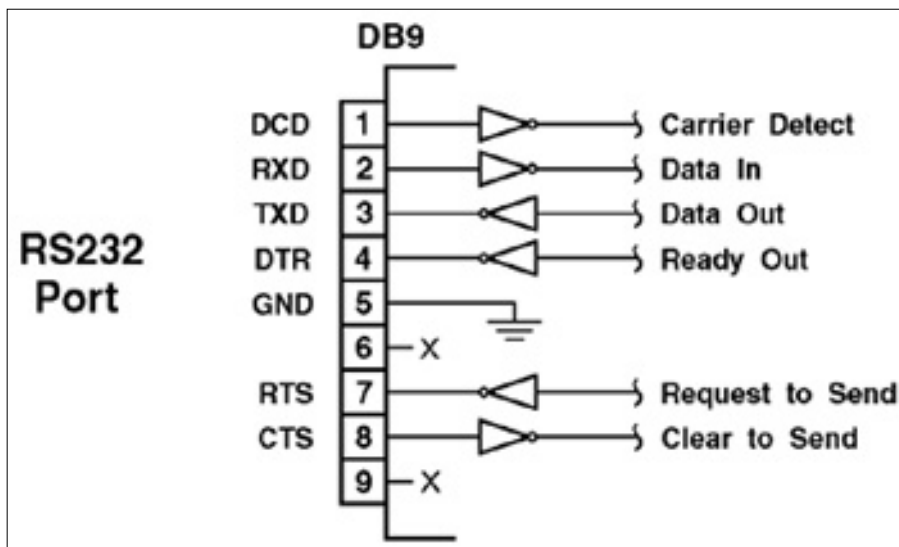 DB9
DCD 1 Carrier Detect
RXD 2 Data In
TXD 3 Data Out
DTR 4 Ready Out
RS232
Port
GND 5
6 X
RTS 7 Request to Send
CTS 8 Clear to Send
9 X